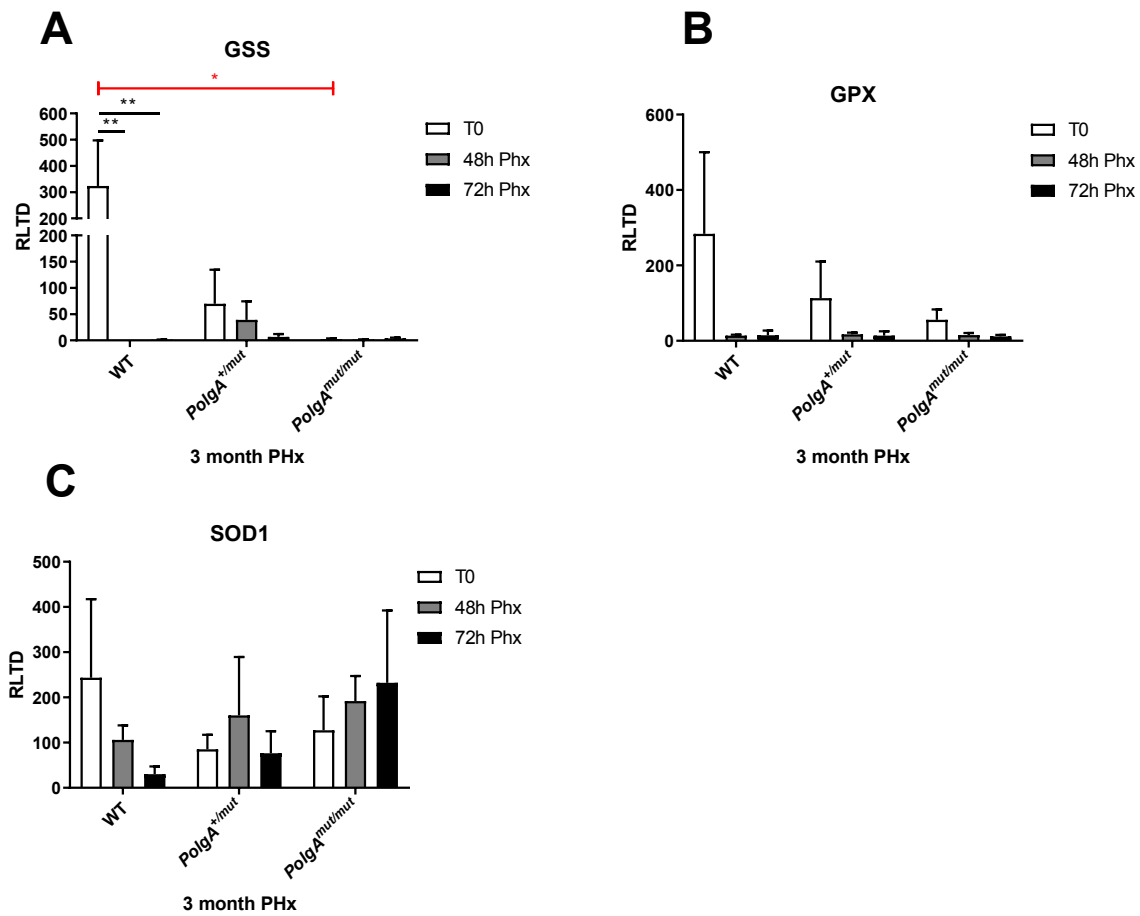 A
GSS
*
**
**
600
500
400
300
200
200
150
100
50
0
RLTD
WT
PolgA+/mut
PolgAmut/mut
3 month PHx
T0
48h Phx
72h Phx
B
GPX
600
400
200
0
RLTD
WT
PolgA+/mut
PolgAmut/mut
3 month PHx
T0
48h Phx
72h Phx
C
SOD1
500
400
300
200
100
0
RLTD
WT
PolgA+/mut
PolgAmut/mut
3 month PHx
T0
48h Phx
72h Phx